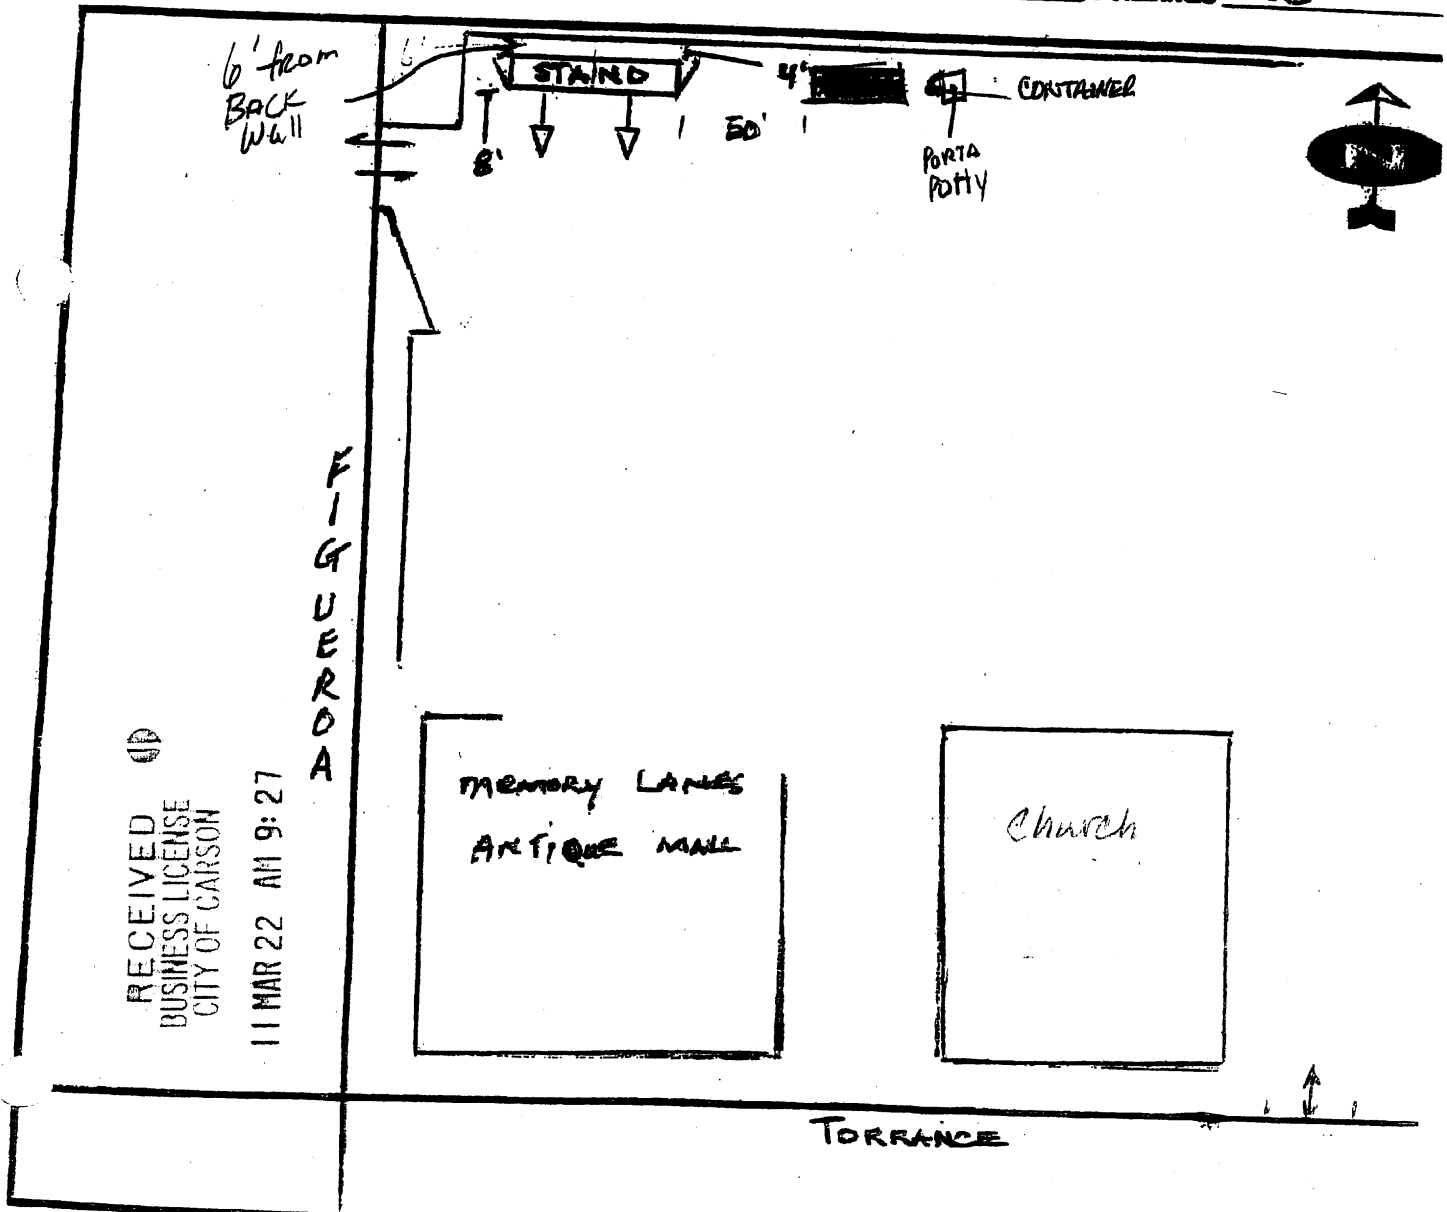 6' from
BACK
Wall
6'
STAND
4'
CONTAINER
8'
50'
PORTA
POTTY
N
FIGUEROA
MEMORY LANES
ANTIQUE MALL
Church
RECEIVED
BUSINESS LICENSE
CITY OF CARSON
11 MAR 22 AM 9:27
TORRANCE